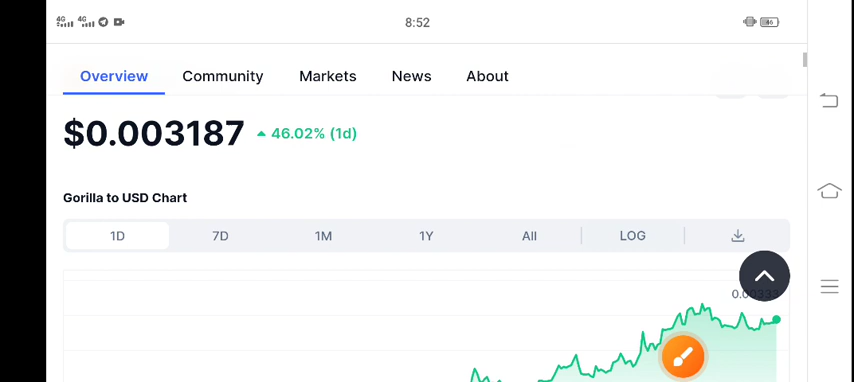 4G 4G 8:52 46
Overview Community Markets News About
$0.003187 46.02% (1d)
Gorilla to USD Chart
1D 7D 1M 1Y All LOG